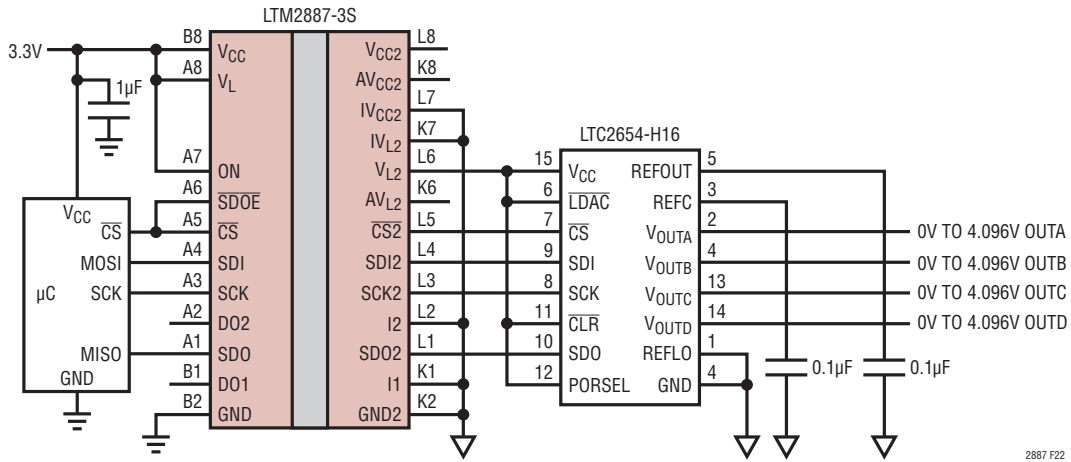 LTM2887-3S
3.3V
1µF
B8
A8
A7
A6
A5
A4
A3
A2
A1
B1
B2
VCC
VL
ON
SDOE
CS
SDI
SCK
DO2
SDO
DO1
GND
VCC2
AVCC2
IVCC2
IVL2
VL2
AVL2
CS2
SDI2
SCK2
I2
SDO2
I1
GND2
L8
K8
L7
K7
L6
K6
L5
L4
L3
L2
L1
K1
K2
VCC
CS
MOSI
µC
SCK
MISO
GND
LTC2654-H16
15
6
7
9
8
11
10
12
VCC
LDAC
CS
SDI
SCK
CLR
SDO
PORSEL
REFOUT
REFC
VOUTA
VOUTB
VOUTC
VOUTD
REFLO
GND
5
3
2
4
13
14
1
4
0V TO 4.096V OUTA
0V TO 4.096V OUTB
0V TO 4.096V OUTC
0V TO 4.096V OUTD
0.1µF
0.1µF
2887 F22